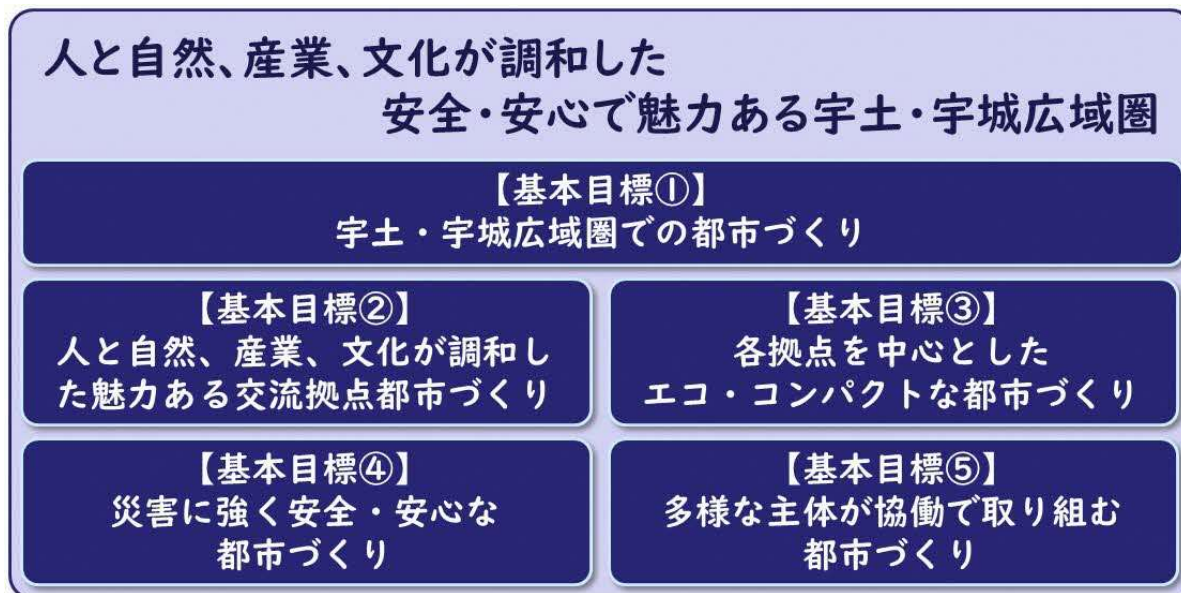 人と自然、産業、文化が調和した
安全・安心で魅力ある宇土・宇城広域圏
【基本目標①】
宇土・宇城広域圏での都市づくり
【基本目標②】
人と自然、産業、文化が調和し
た魅力ある交流拠点都市づくり
【基本目標③】
各拠点を中心とした
エコ・コンパクトな都市づくり
【基本目標④】
災害に強く安全・安心な
都市づくり
【基本目標⑤】
多様な主体が協働で取り組む
都市づくり